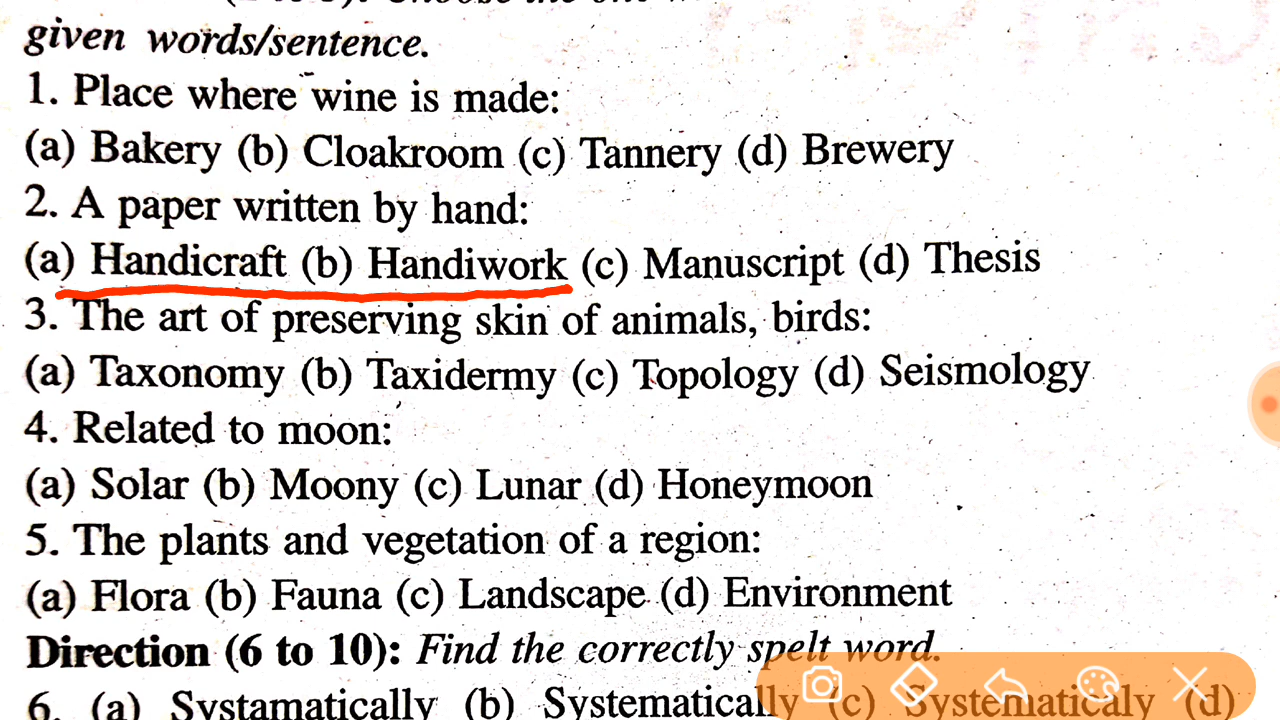 given words/sentence.
1. Place where wine is made:
(a) Bakery (b) Cloakroom (c) Tannery (d) Brewery
2. A paper written by hand:
(a) Handicraft (b) Handiwork (c) Manuscript (d) Thesis
3. The art of preserving skin of animals, birds:
(a) Taxonomy (b) Taxidermy (c) Topology (d) Seismology
4. Related to moon:
(a) Solar (b) Moony (c) Lunar (d) Honeymoon
5. The plants and vegetation of a region:
(a) Flora (b) Fauna (c) Landscape (d) Environment
Direction (6 to 10): Find the correctly spelt word.
6. (a) Systamatically (b) Systematically (c) Systematicaly (d)